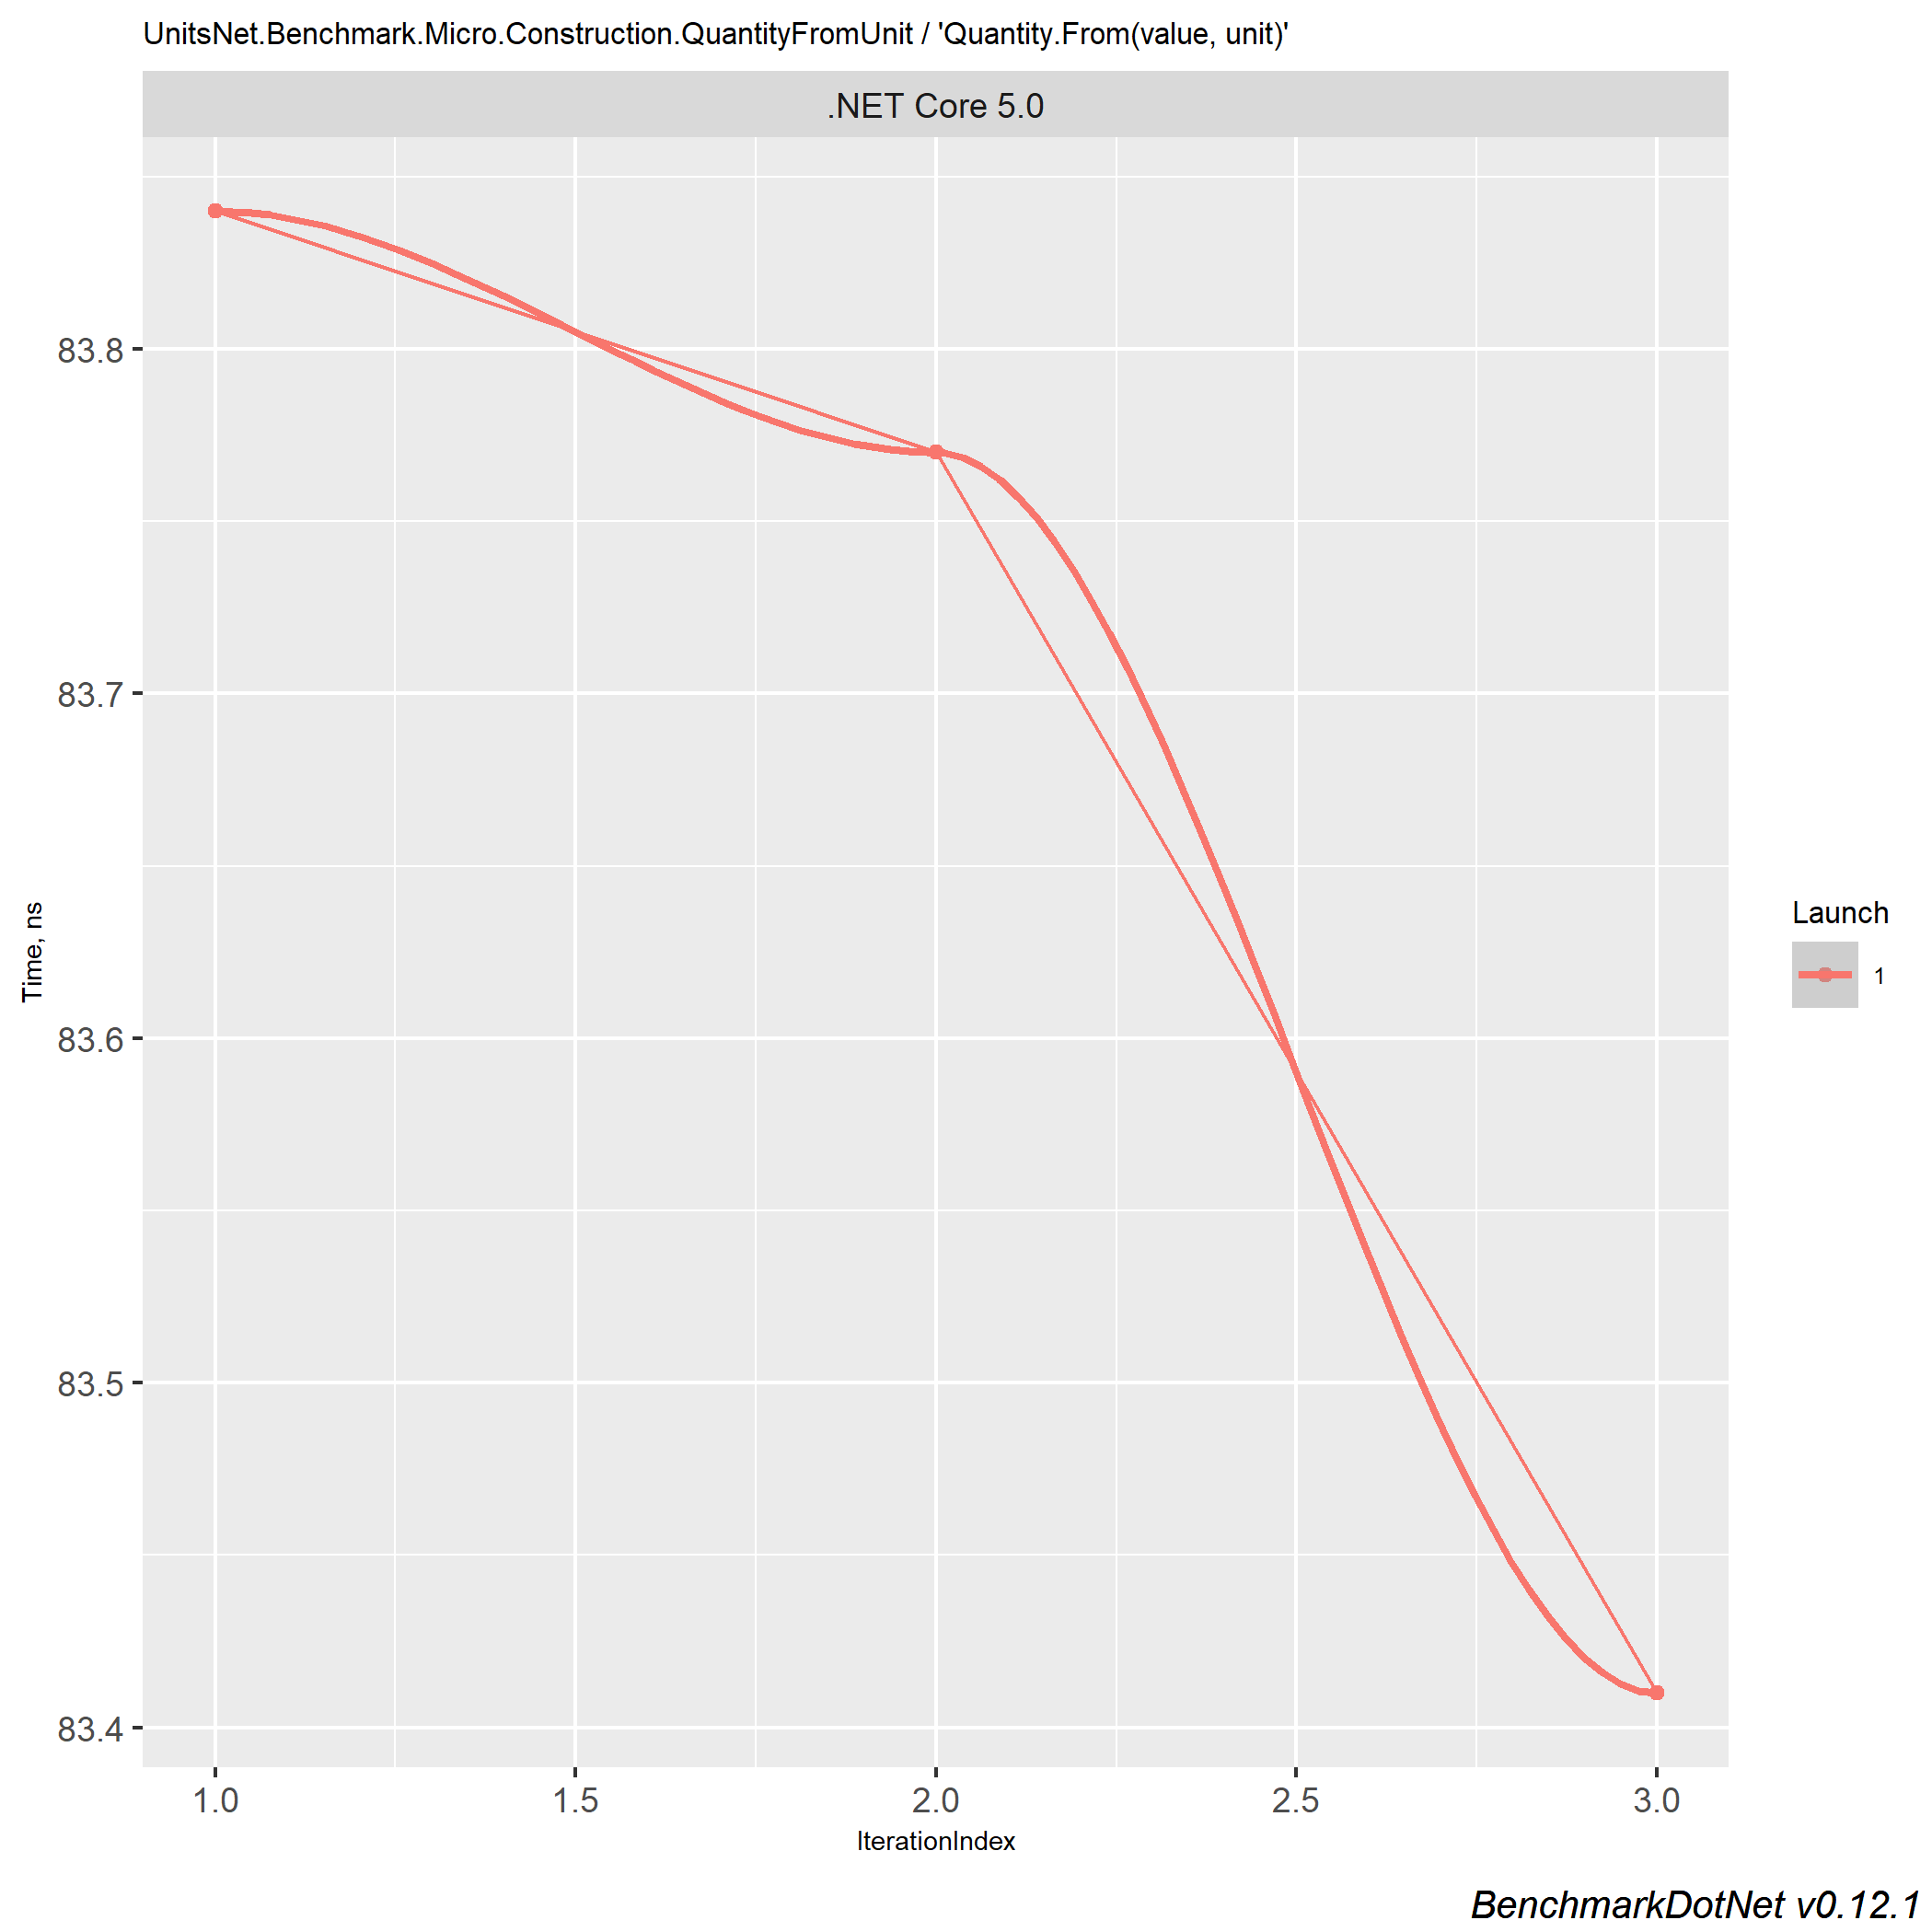 UnitsNet.Benchmark.Micro.Construction.QuantityFromUnit / 'Quantity.From(value, unit)'
.NET Core 5.0
83.8
83.7
83.6
83.5
83.4
Time, ns
1.0 1.5 2.0 2.5 3.0
IterationIndex
Launch
1
BenchmarkDotNet v0.12.1